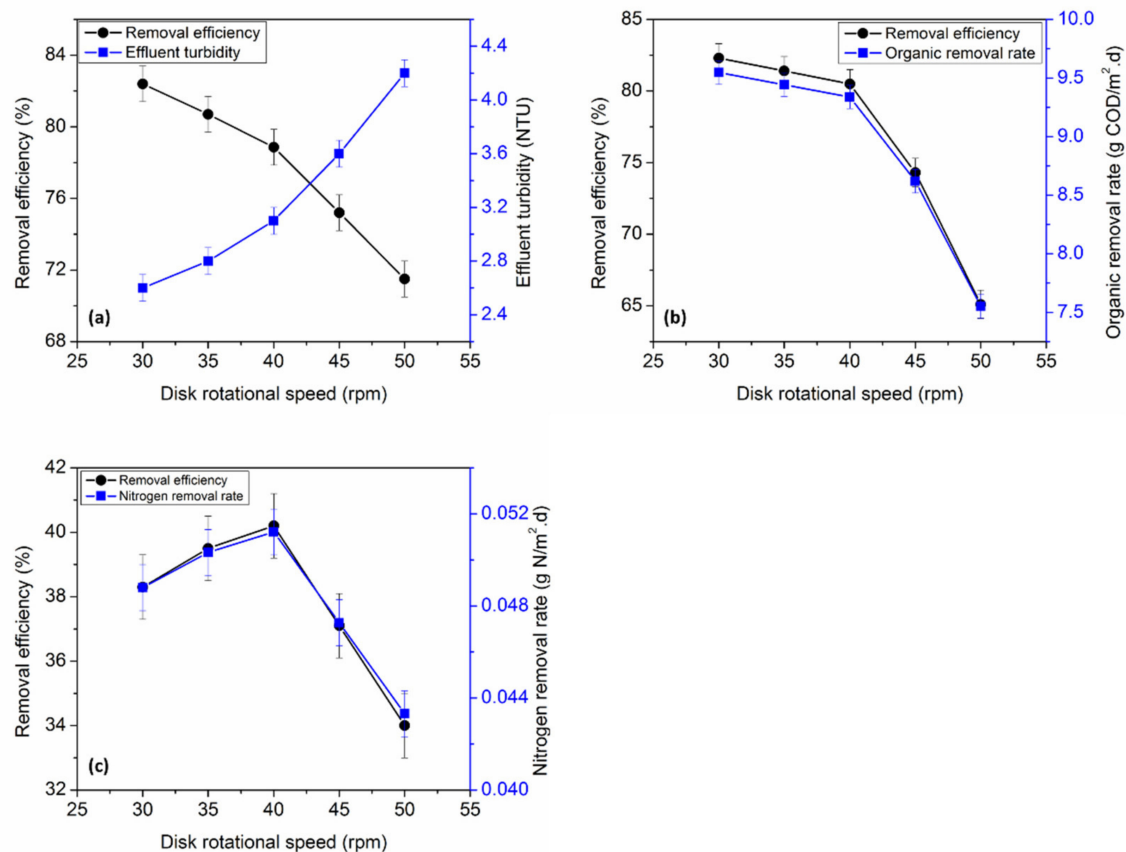 Removal efficiency
Effluent turbidity
84
80
76
72
68
4.4
4.0
3.6
3.2
2.8
2.4
Removal efficiency (%)
Effluent turbidity (NTU)
(a)
25 30 35 40 45 50 55
Disk rotational speed (rpm)
Removal efficiency
Organic removal rate
85
80
75
70
65
10.0
9.5
9.0
8.5
8.0
7.5
Removal efficiency (%)
Organic removal rate (g COD/m².d)
(b)
25 30 35 40 45 50 55
Disk rotational speed (rpm)
Removal efficiency
Nitrogen removal rate
42
40
38
36
34
32
0.052
0.048
0.044
0.040
Removal efficiency (%)
Nitrogen removal rate (g N/m².d)
(c)
25 30 35 40 45 50 55
Disk rotational speed (rpm)